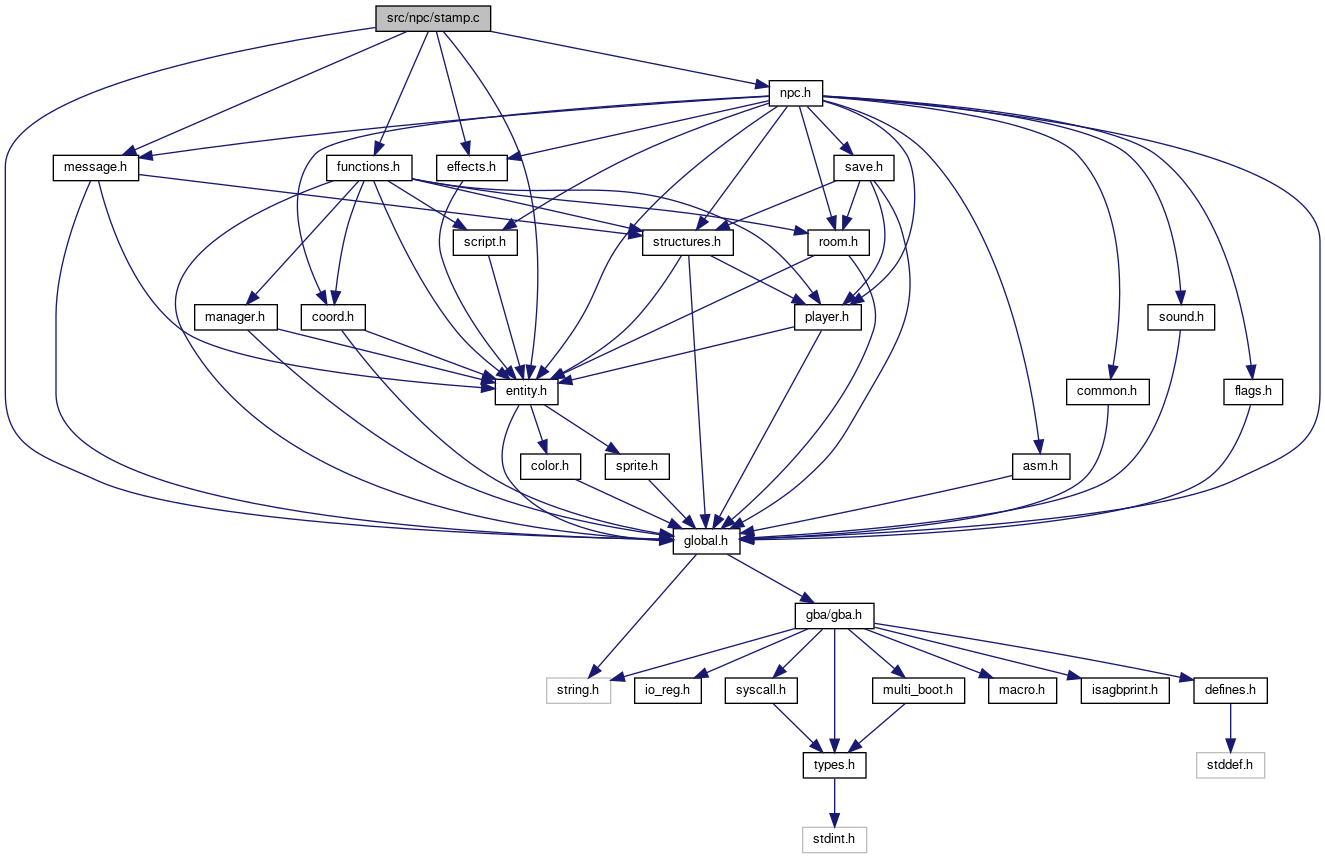 src/npc/stamp.c
npc.h
message.h
functions.h
effects.h
save.h
script.h
structures.h
room.h
manager.h
coord.h
player.h
sound.h
entity.h
common.h
flags.h
color.h
sprite.h
asm.h
global.h
gba/gba.h
string.h
io_reg.h
syscall.h
multi_boot.h
macro.h
isagbprint.h
defines.h
types.h
stddef.h
stdint.h